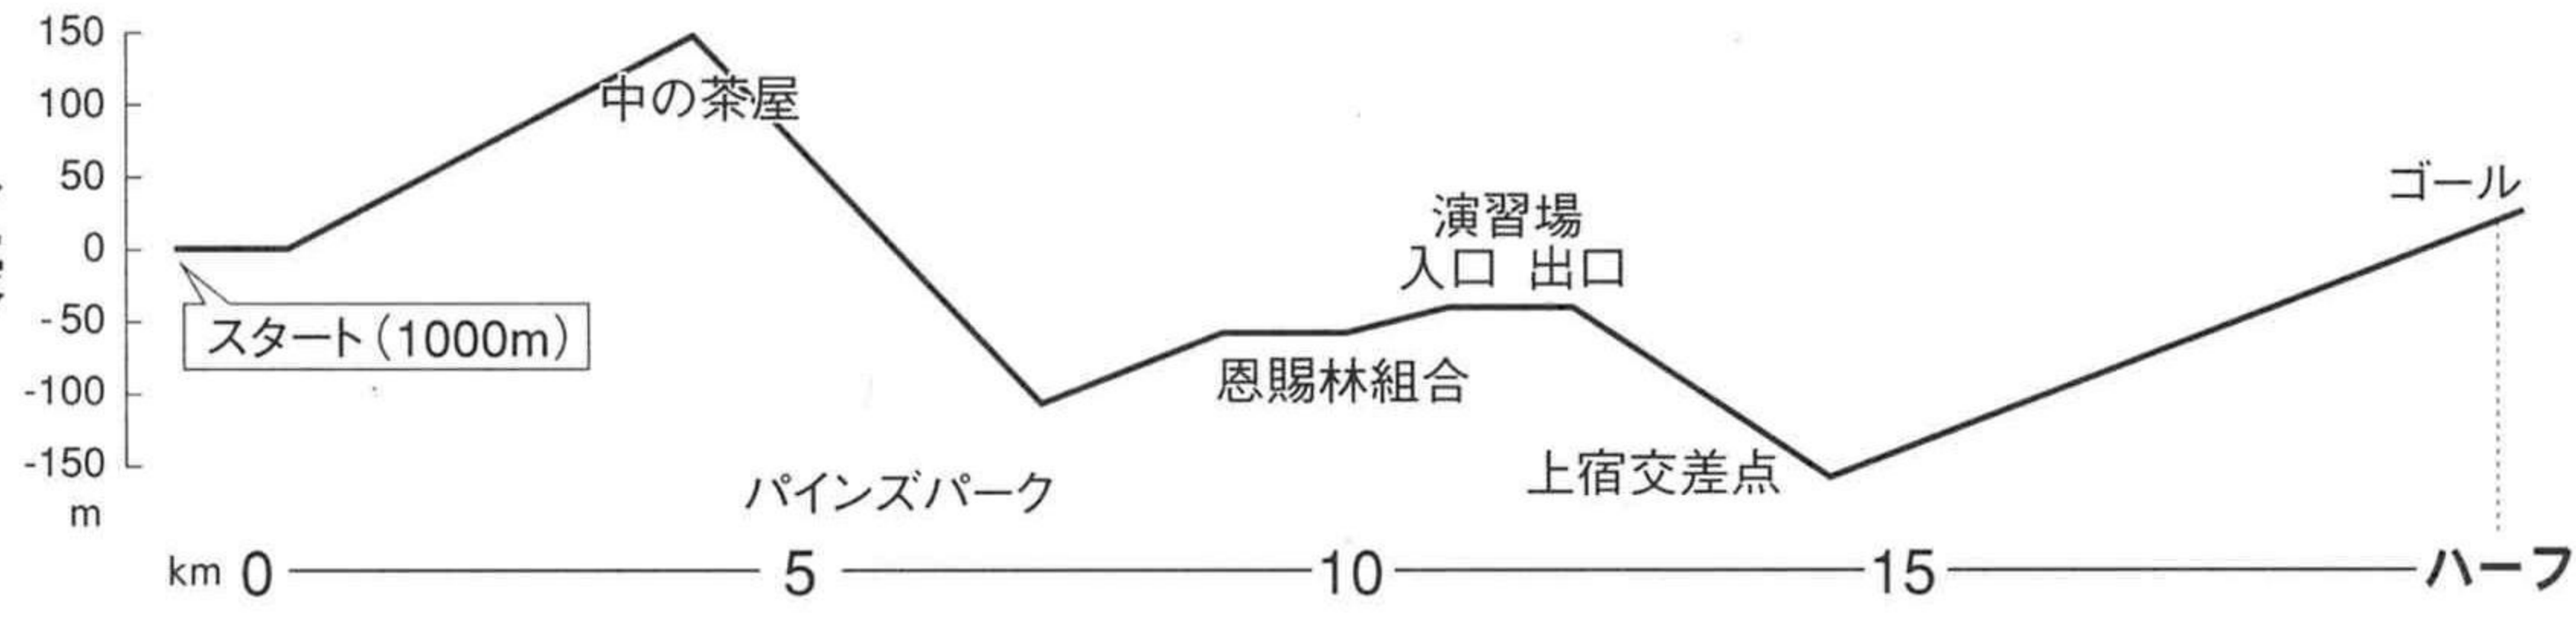 150
100
中の茶屋
50
ゴール
0
演習場
入口 出口
-50
スタート（1000m）
-100
恩賜林組合
-150
上宿交差点
パインズパーク
m
km 0 5 10 15 ハーフ